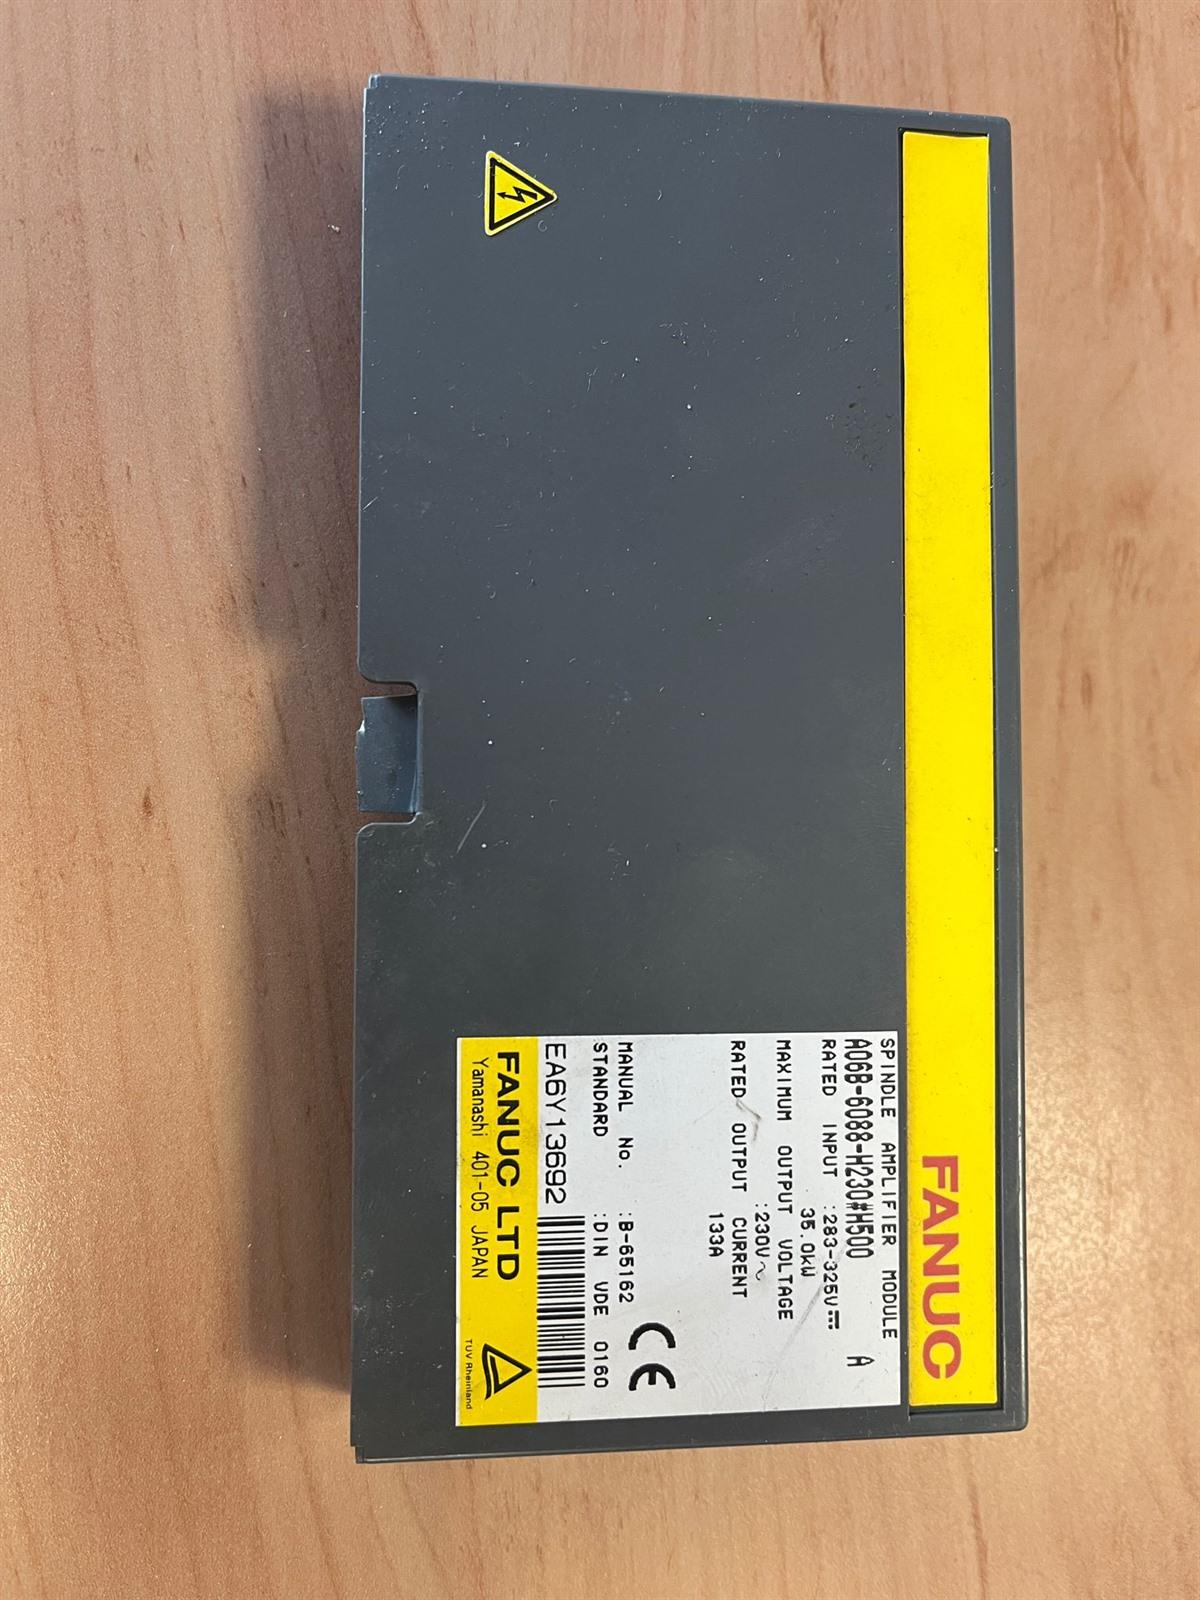 FANUC
SPINDLE AMPLIFIER MODULE
A06B-6088-H230#H500 A
RATED INPUT :283-325V⎓
35.0kW
MAXIMUM OUTPUT VOLTAGE
:230V~
RATED OUTPUT CURRENT
133A
MANUAL No. :B-65162
STANDARD :DIN VDE 0160
CE
EA6Y13692
FANUC LTD
Yamanashi 401-05 JAPAN
TUV Rheinland